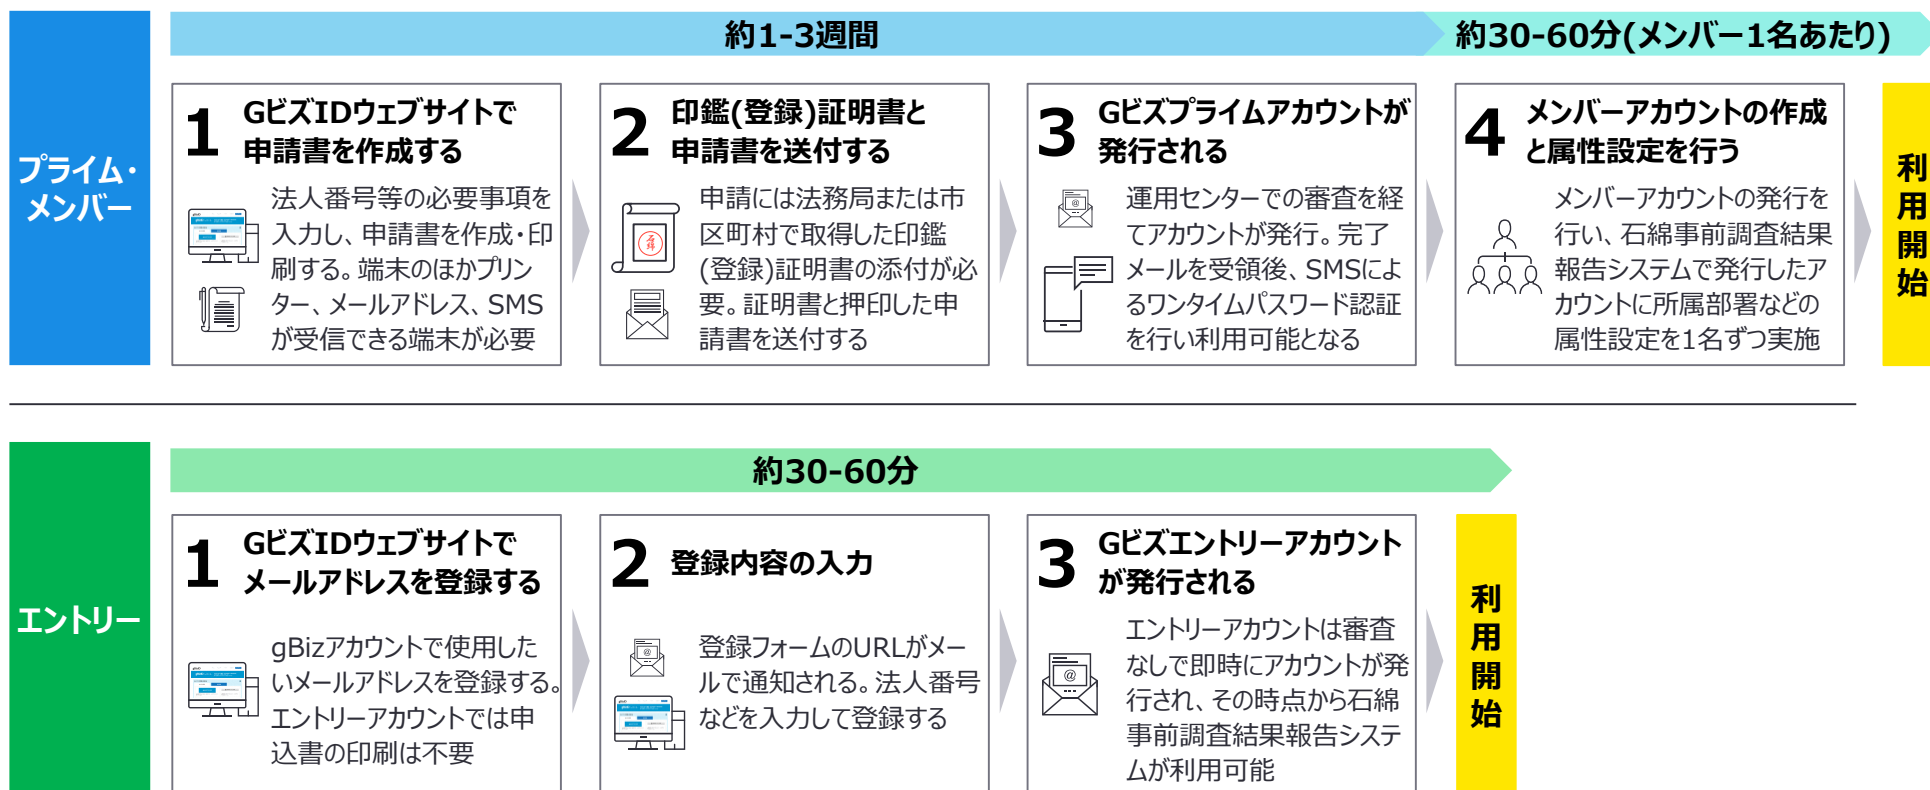 約1-3週間
約30-60分(メンバー1名あたり)
プライム・
メンバー
1
GビズIDウェブサイトで
申請書を作成する
法人番号等の必要事項を
入力し、申請書を作成・印
刷する。端末のほかプリン
ター、メールアドレス、SMS
が受信できる端末が必要
2
印鑑(登録)証明書と
申請書を送付する
申請には法務局または市
区町村で取得した印鑑
(登録)証明書の添付が必
要。証明書と押印した申
請書を送付する
3
Gビズプライムアカウントが
発行される
運用センターでの審査を経
てアカウントが発行。完了
メールを受領後、SMSによ
るワンタイムパスワード認証
を行い利用可能となる
4
メンバーアカウントの作成
と属性設定を行う
メンバーアカウントの発行を
行い、石綿事前調査結果
報告システムで発行したア
カウントに所属部署などの
属性設定を1名ずつ実施
利用開始
約30-60分
エントリー
1
GビズIDウェブサイトで
メールアドレスを登録する
gBizアカウントで使用した
いメールアドレスを登録する。
エントリーアカウントでは申
込書の印刷は不要
2
登録内容の入力
登録フォームのURLがメー
ルで通知される。法人番号
などを入力して登録する
3
Gビズエントリーアカウント
が発行される
エントリーアカウントは審査
なしで即時にアカウントが発
行され、その時点から石綿
事前調査結果報告システ
ムが利用可能
利用開始